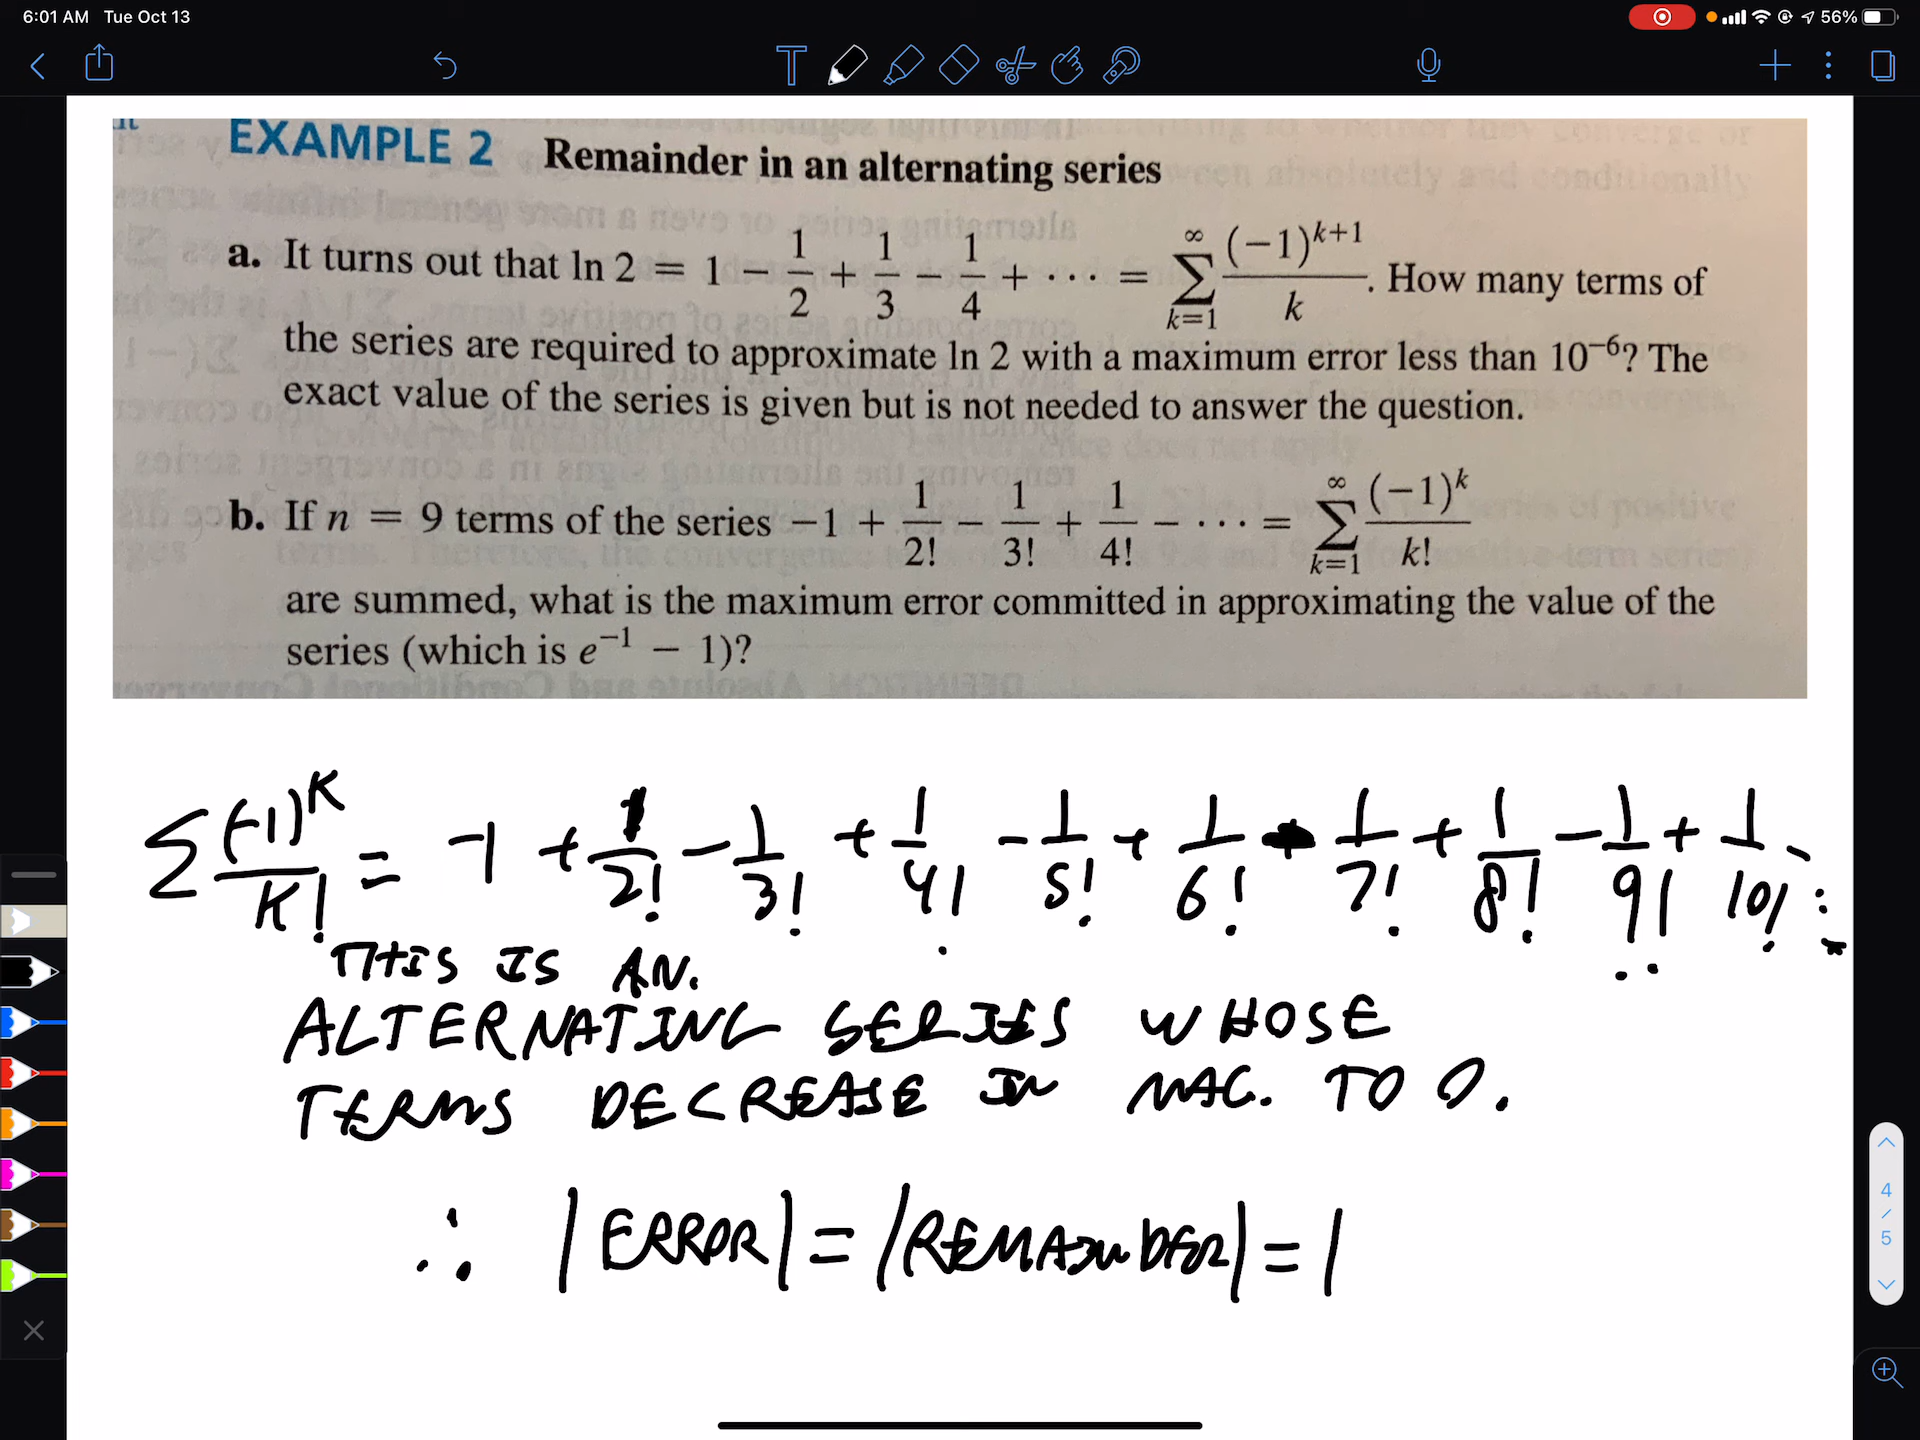 6:01 AM Tue Oct 13
56%
EXAMPLE 2 Remainder in an alternating series
a. It turns out that ln 2 = 1 − 1/2 + 1/3 − 1/4 + ··· = ∑_{k=1}^{∞} (−1)^{k+1}/k. How many terms of
the series are required to approximate ln 2 with a maximum error less than 10^{−6}? The
exact value of the series is given but is not needed to answer the question.
b. If n = 9 terms of the series −1 + 1/2! − 1/3! + 1/4! − ··· = ∑_{k=1}^{∞} (−1)^k/k!
are summed, what is the maximum error committed in approximating the value of the
series (which is e^{−1} − 1)?
∑ (-1)^K/K! = -1 + 1/2! - 1/3! + 1/4! - 1/5! + 1/6! - 1/7! + 1/8! - 1/9! + 1/10! - ...
THIS IS AN.
ALTERNATING SERIES WHOSE
TERMS DECREASE IN MAG. TO 0.
∴ |ERROR| = |REMAINDER| = |
4
/
5